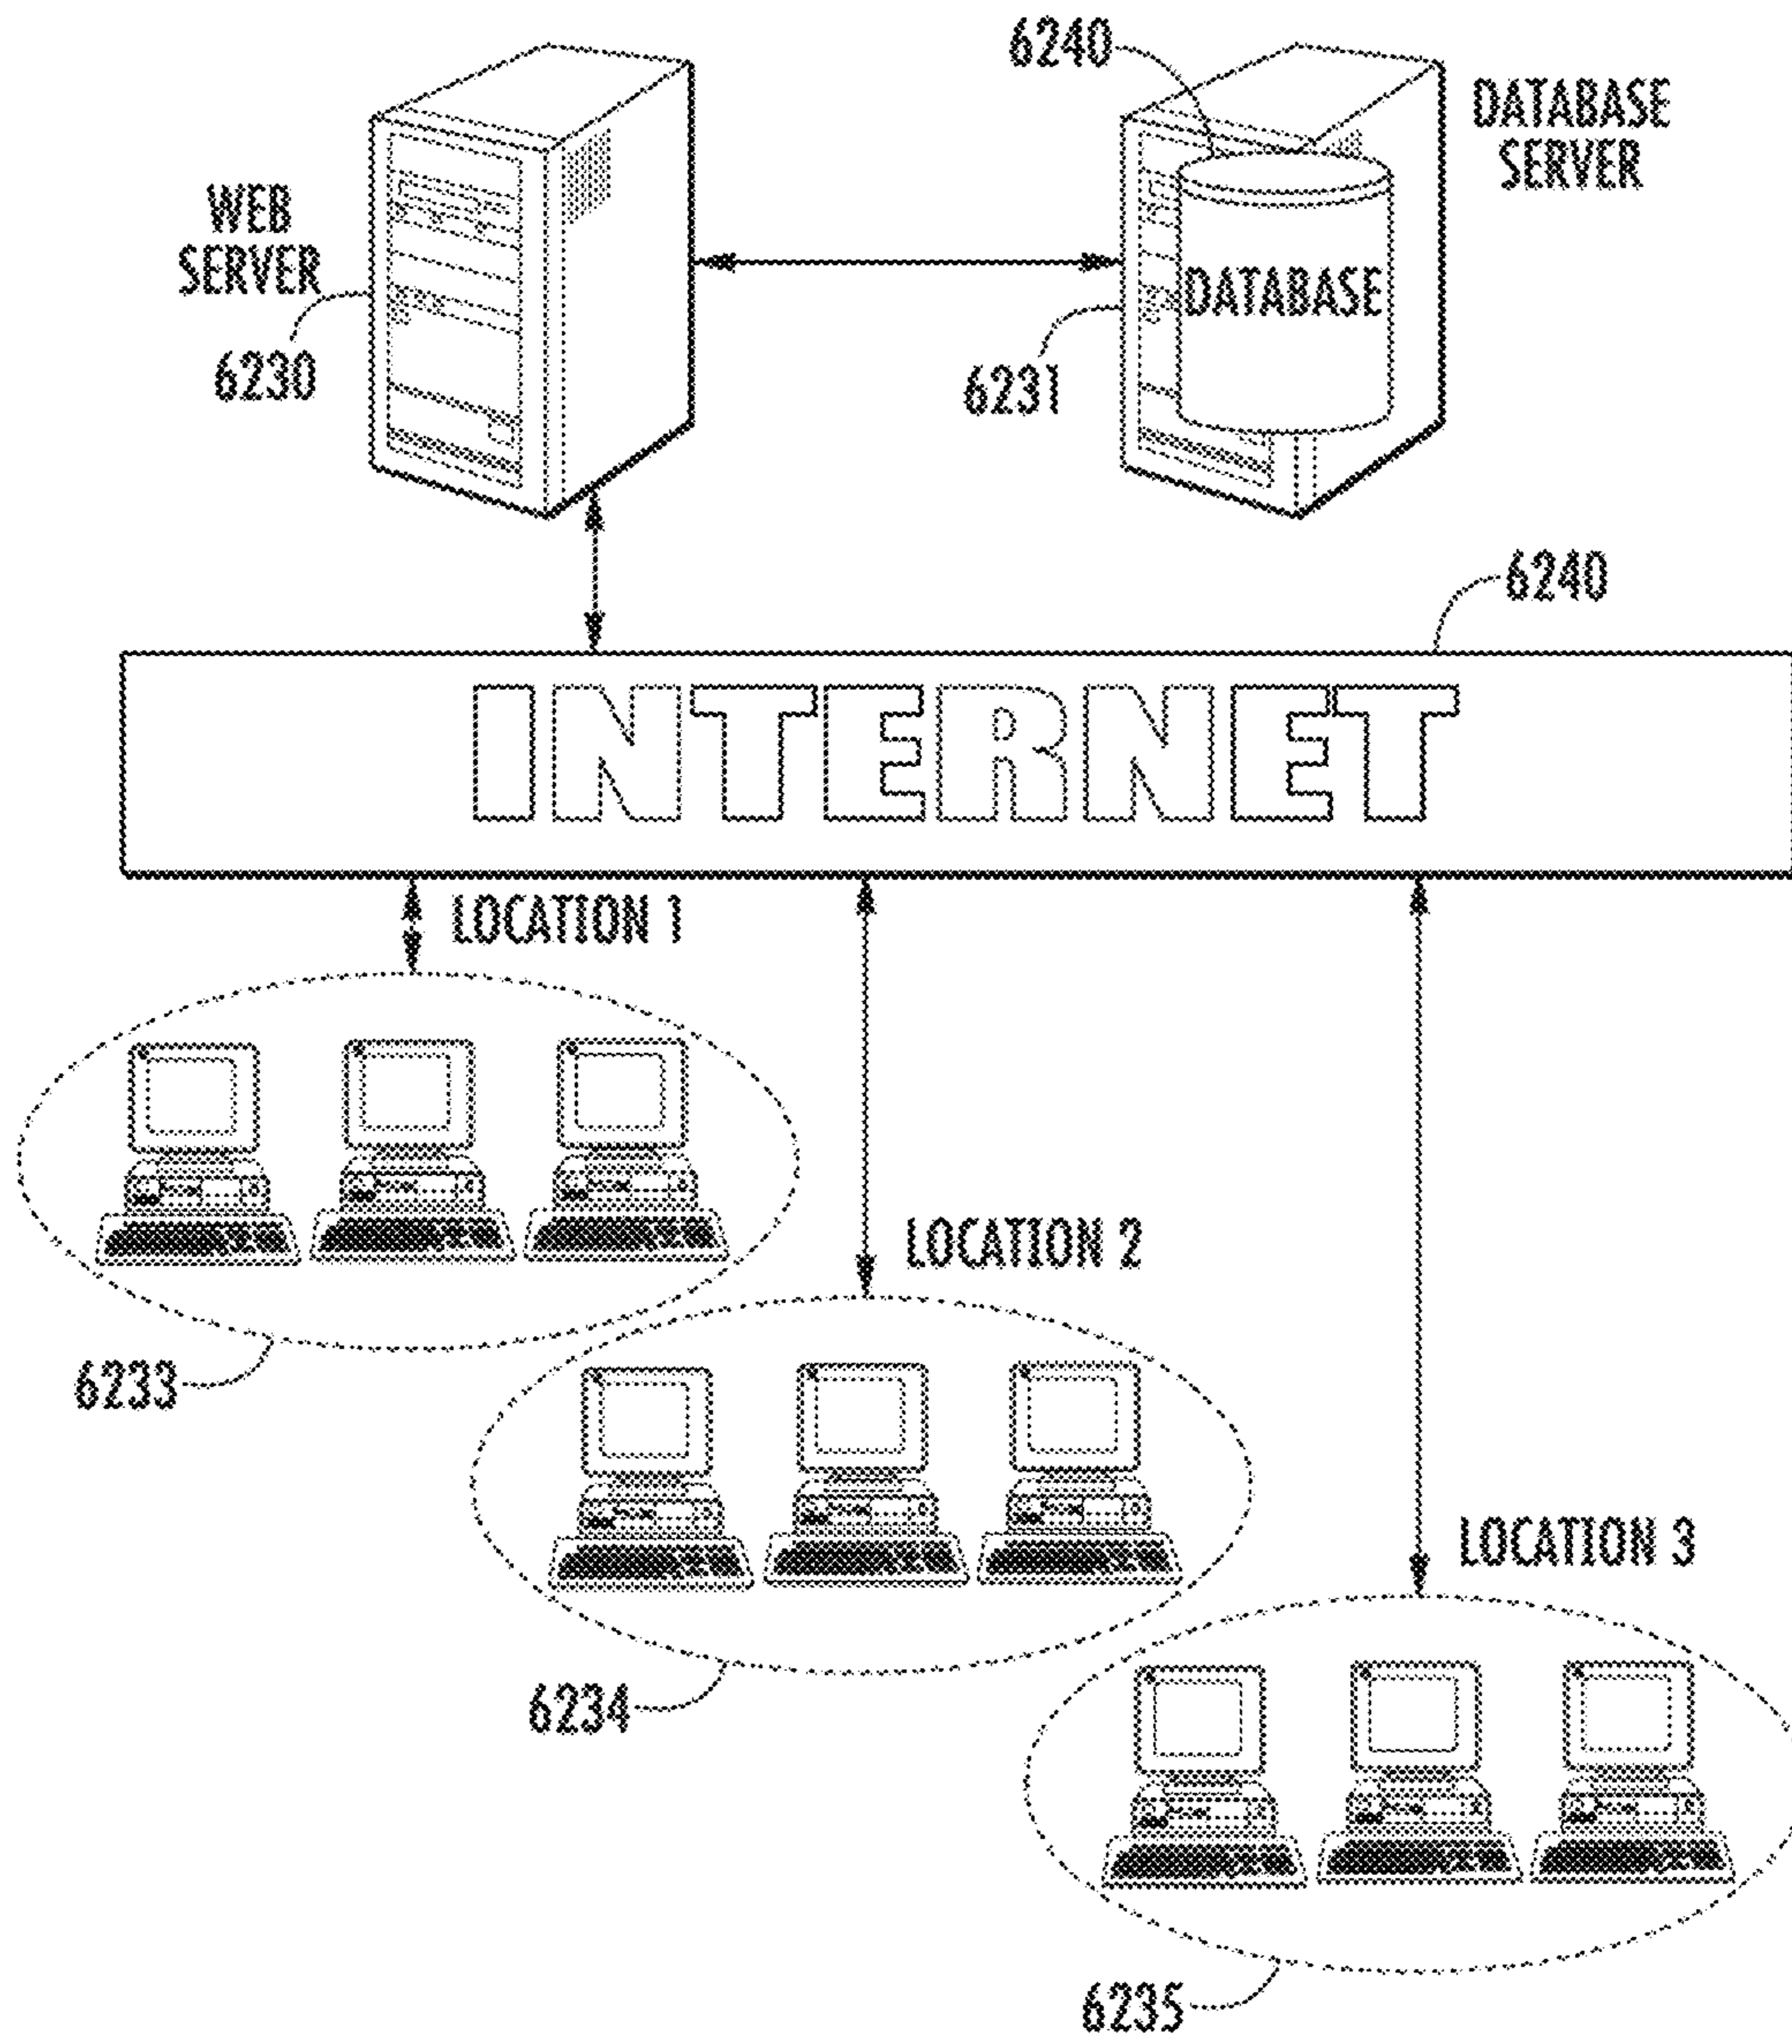 6240
DATABASE
SERVER
WEB
SERVER
DATABASE
6230
6231
6240
INTERNET
LOCATION 1
LOCATION 2
6233
LOCATION 3
6234
6235